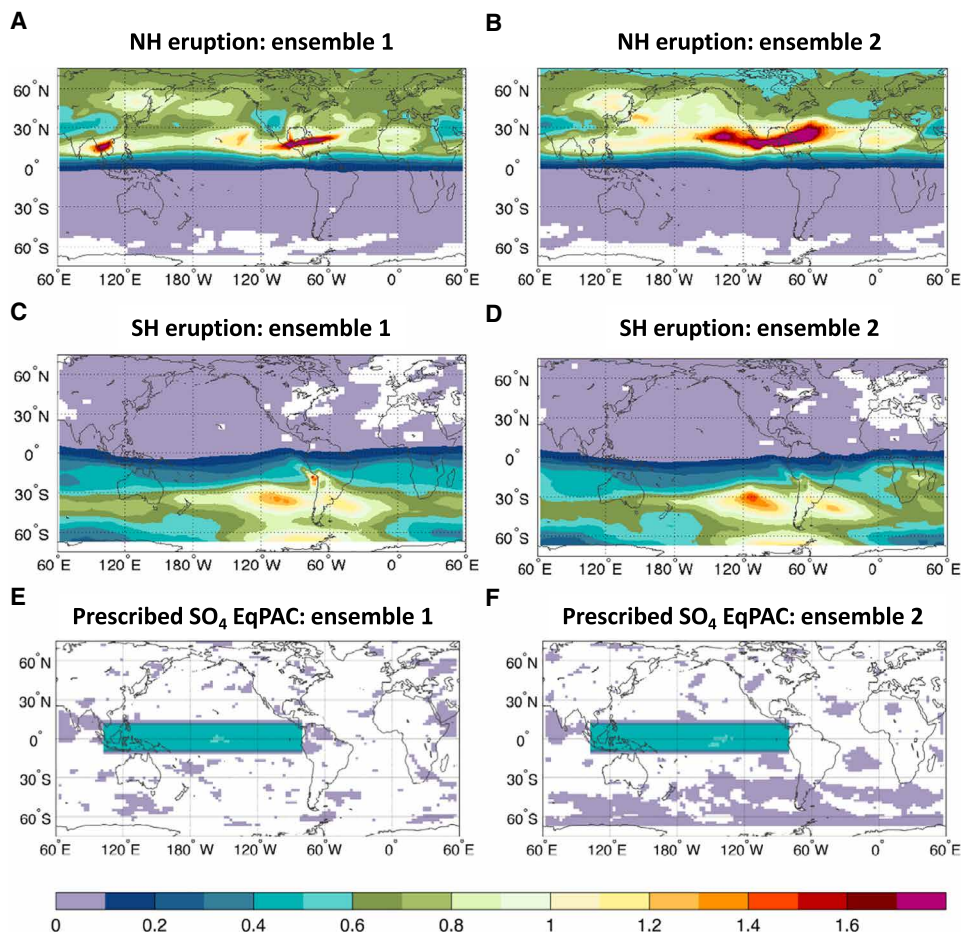 A
NH eruption: ensemble 1
60°N
30°N
0°
30°S
60°S
60 E 120 E 180 W 120 W 60 W 0° 60 E
B
NH eruption: ensemble 2
60°N
30°N
0°
30°S
60°S
60 E 120 E 180 W 120 W 60 W 0° 60 E
C
SH eruption: ensemble 1
60°N
30°N
0°
30°S
60°S
60 E 120 E 180 W 120 W 60 W 0° 60 E
D
SH eruption: ensemble 2
60°N
30°N
0°
30°S
60°S
60 E 120 E 180 W 120 W 60 W 0° 60 E
E
Prescribed SO₄ EqPAC: ensemble 1
60°N
30°N
0°
30°S
60°S
60 E 120 E 180 W 120 W 60 W 0° 60 E
F
Prescribed SO₄ EqPAC: ensemble 2
60°N
30°N
0°
30°S
60°S
60 E 120 E 180 W 120 W 60 W 0° 60 E
0 0.2 0.4 0.6 0.8 1 1.2 1.4 1.6